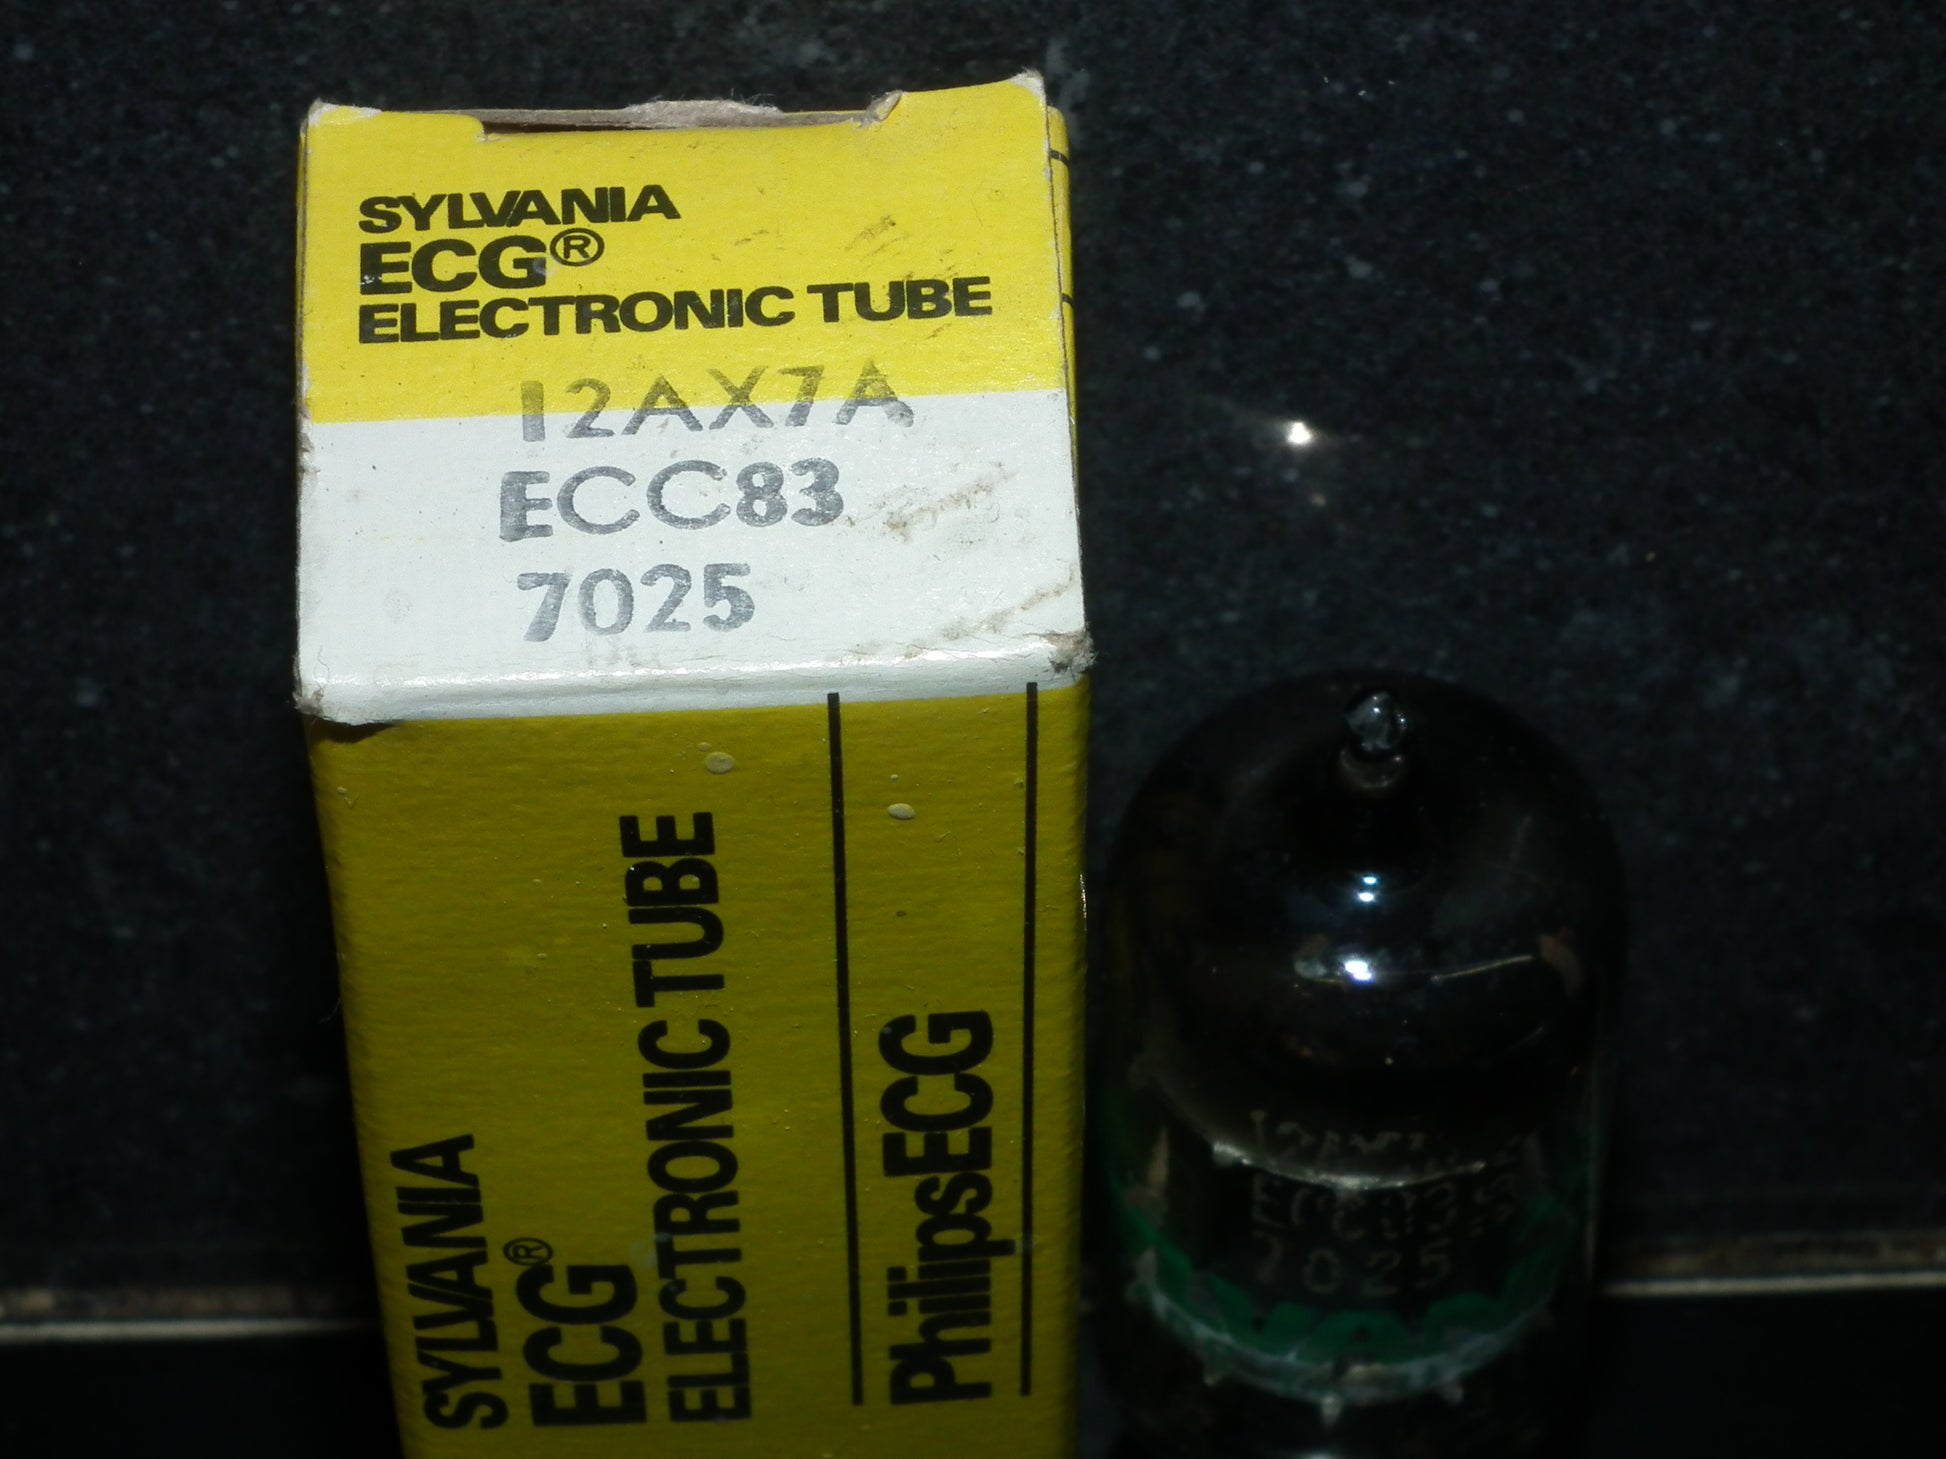 SYLVANIA
ECG®
ELECTRONIC TUBE
12AX7A
ECC83
7025
SYLVANIA
ECG®
ELECTRONIC TUBE
PhilipsECG
7025